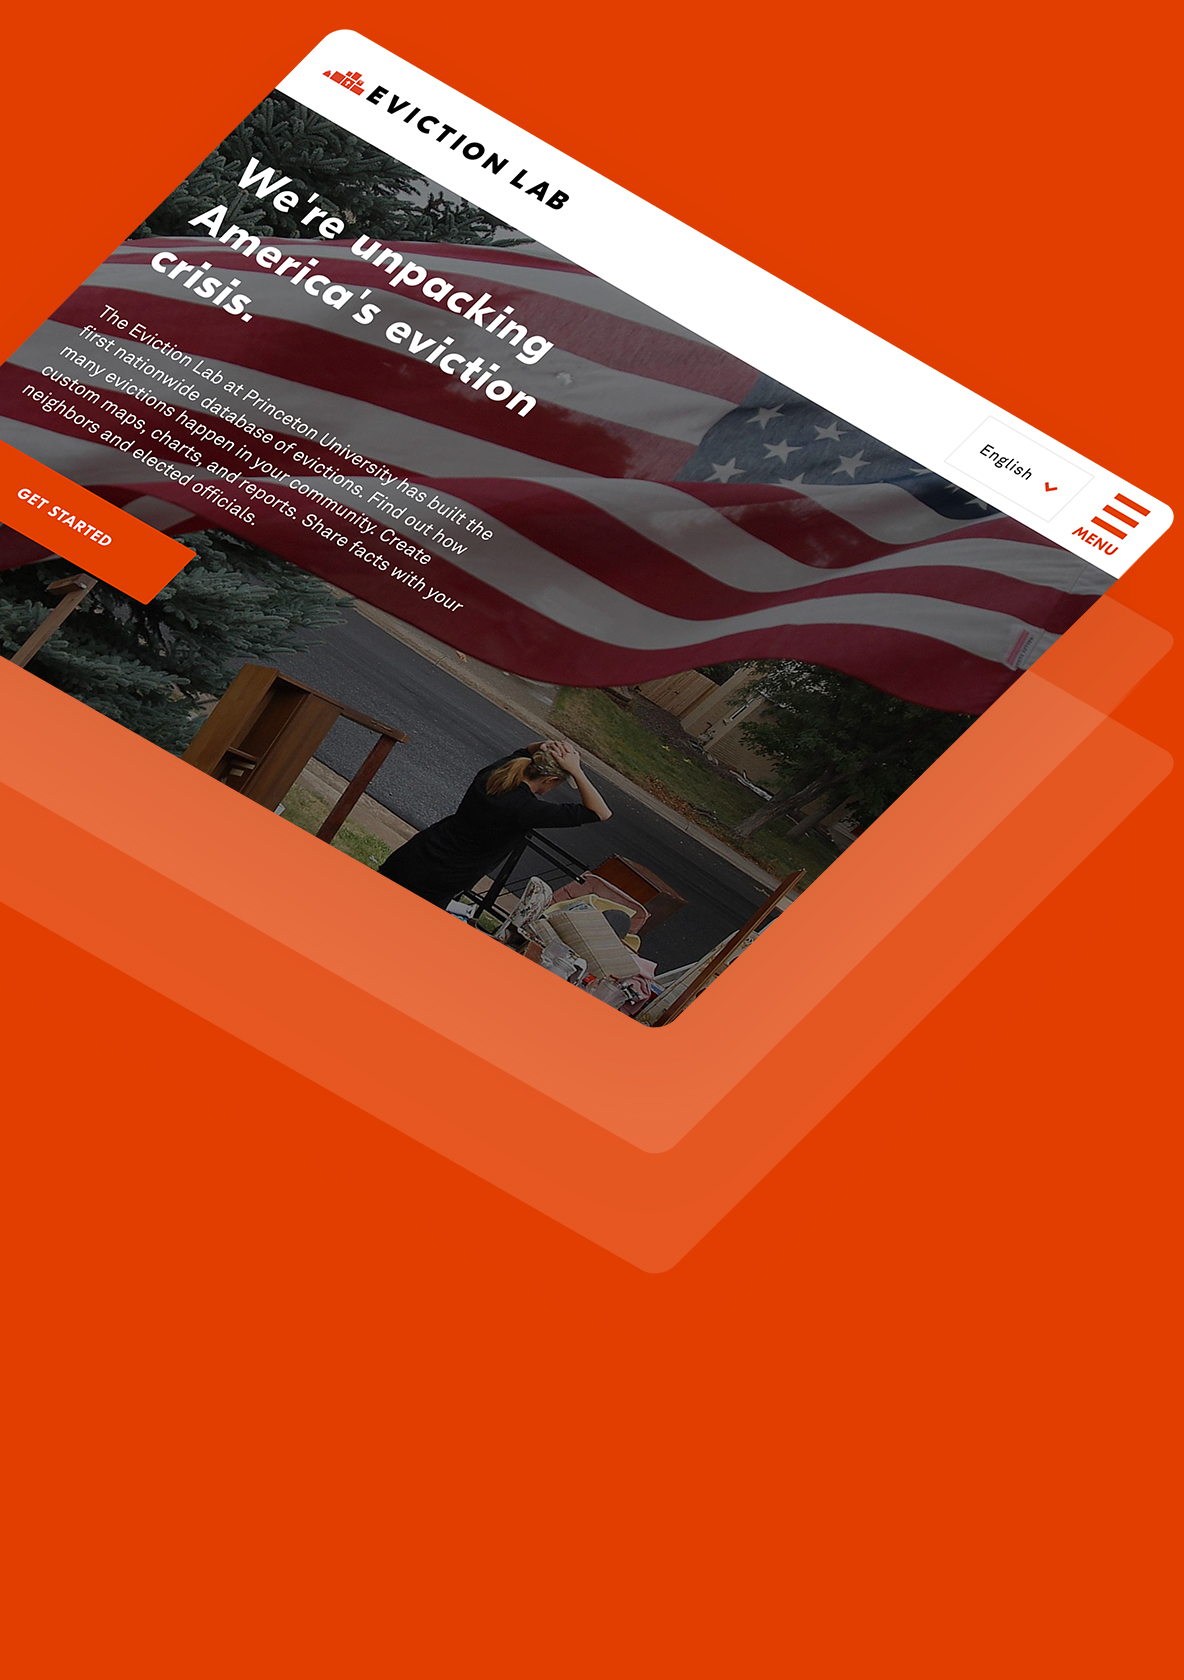 EVICTION LAB
English
MENU
We're unpacking
America's eviction
crisis.
The Eviction Lab at Princeton University has built the
first nationwide database of evictions. Find out how
many evictions happen in your community. Create
custom maps, charts, and reports. Share facts with your
neighbors and elected officials.
GET STARTED